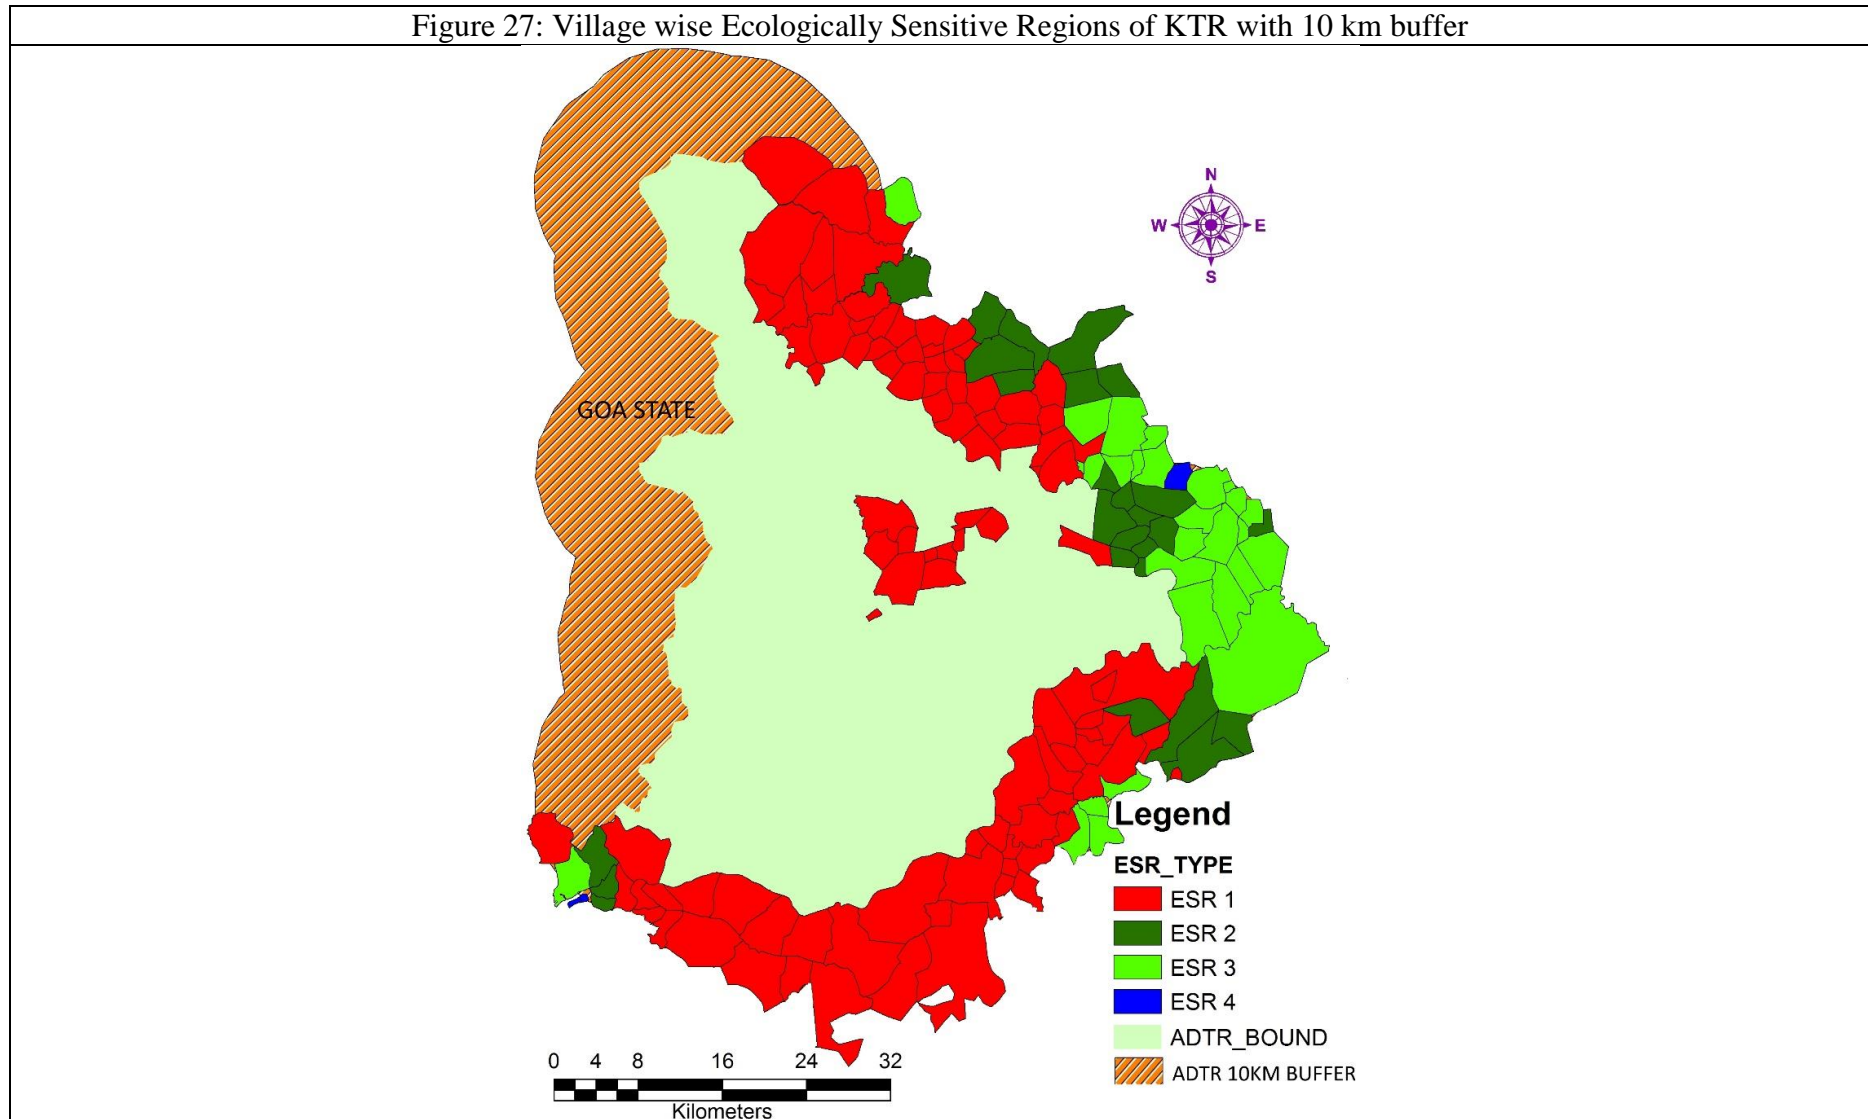 Figure 27: Village wise Ecologically Sensitive Regions of KTR with 10 km buffer
N
W E
S
GOA STATE
Legend
ESR_TYPE
ESR 1
ESR 2
ESR 3
ESR 4
ADTR_BOUND
ADTR 10KM BUFFER
0 4 8 16 24 32
Kilometers